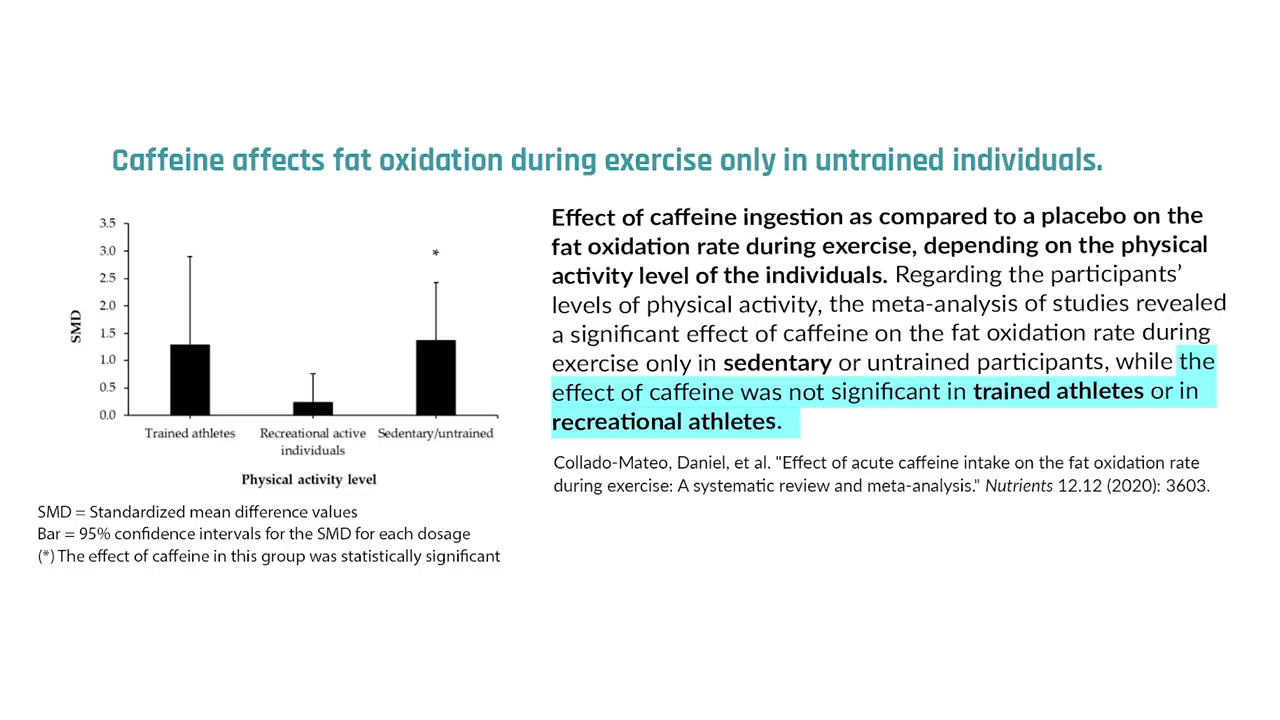 Caffeine affects fat oxidation during exercise only in untrained individuals.
3.5
3.0
2.5
2.0
1.5
1.0
0.5
0.0
SMD
*
Trained athletes
Recreational active
individuals
Sedentary/untrained
Physical activity level
SMD = Standardized mean difference values
Bar = 95% confidence intervals for the SMD for each dosage
(*) The effect of caffeine in this group was statistically significant
Effect of caffeine ingestion as compared to a placebo on the
fat oxidation rate during exercise, depending on the physical
activity level of the individuals. Regarding the participants'
levels of physical activity, the meta-analysis of studies revealed
a significant effect of caffeine on the fat oxidation rate during
exercise only in sedentary or untrained participants, while the
effect of caffeine was not significant in trained athletes or in
recreational athletes.
Collado-Mateo, Daniel, et al. "Effect of acute caffeine intake on the fat oxidation rate
during exercise: A systematic review and meta-analysis." Nutrients 12.12 (2020): 3603.